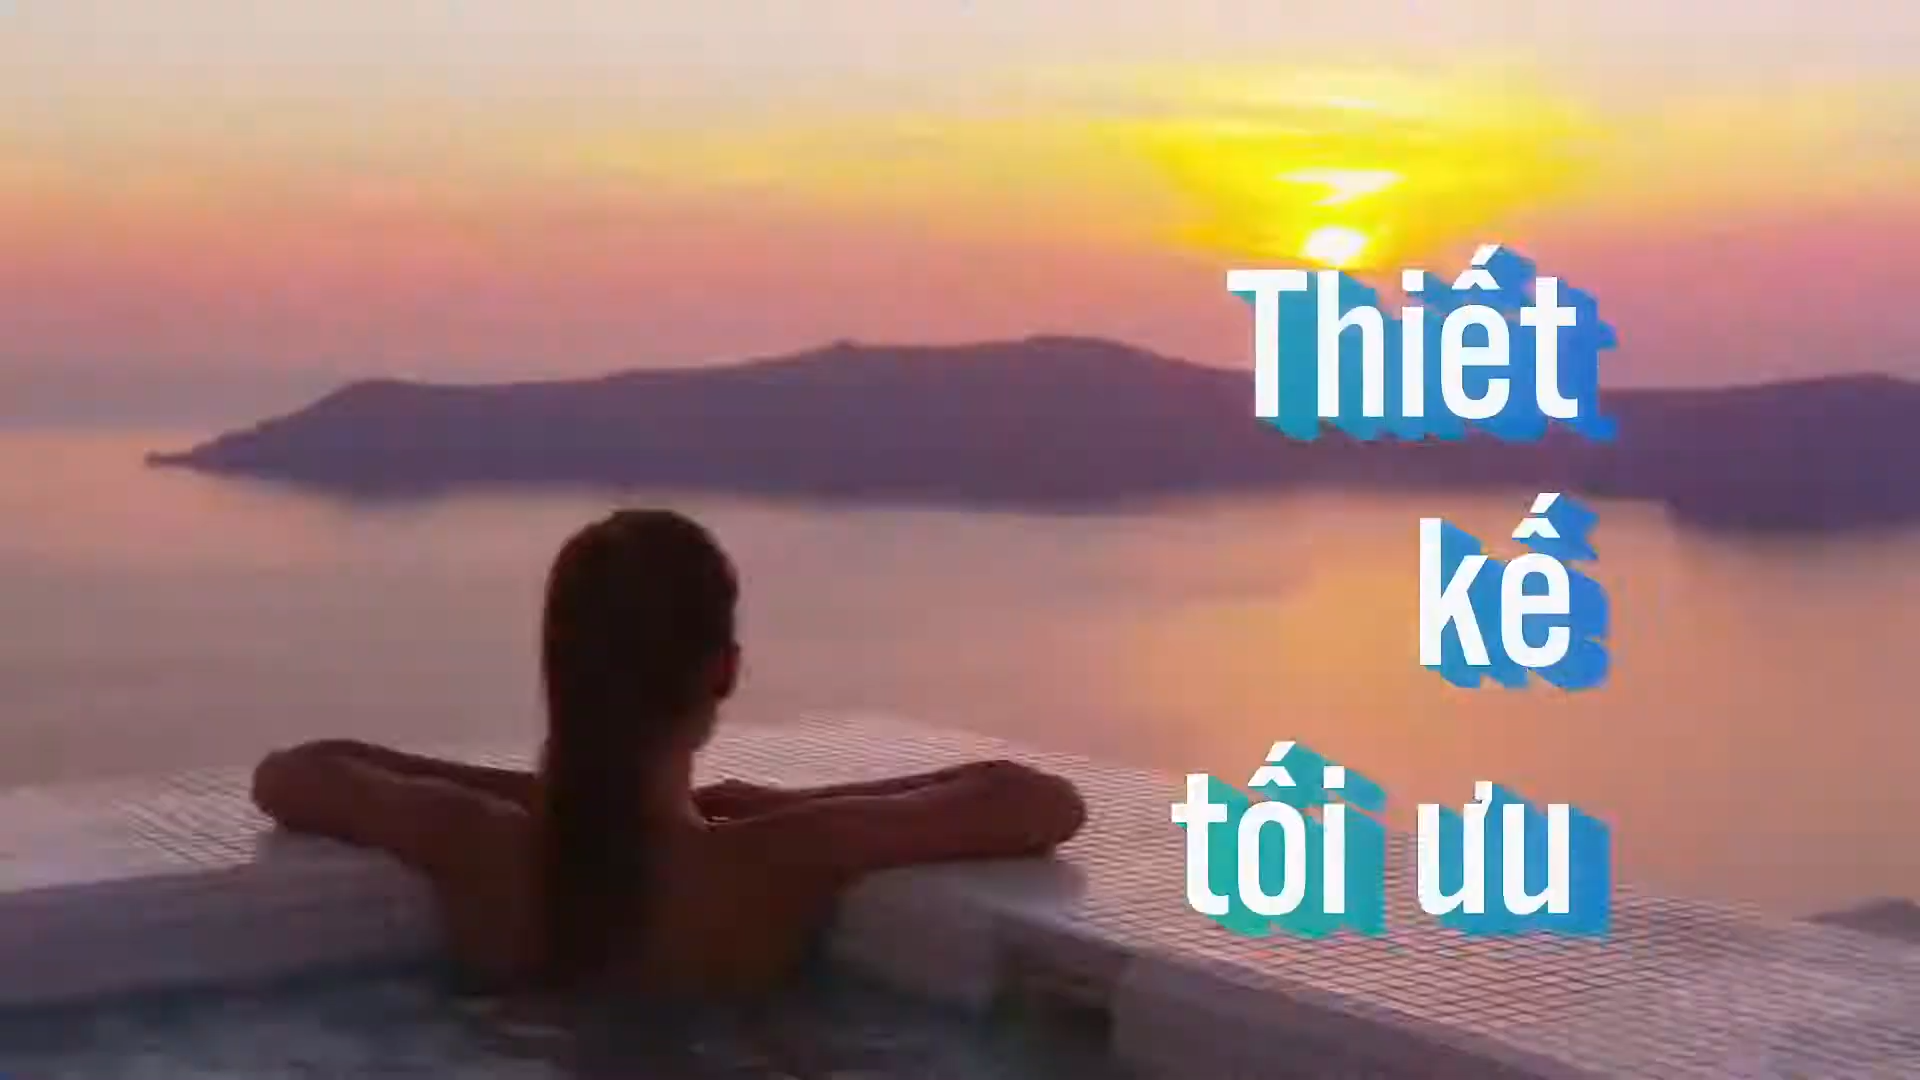 Thiết
kế
tối ưu